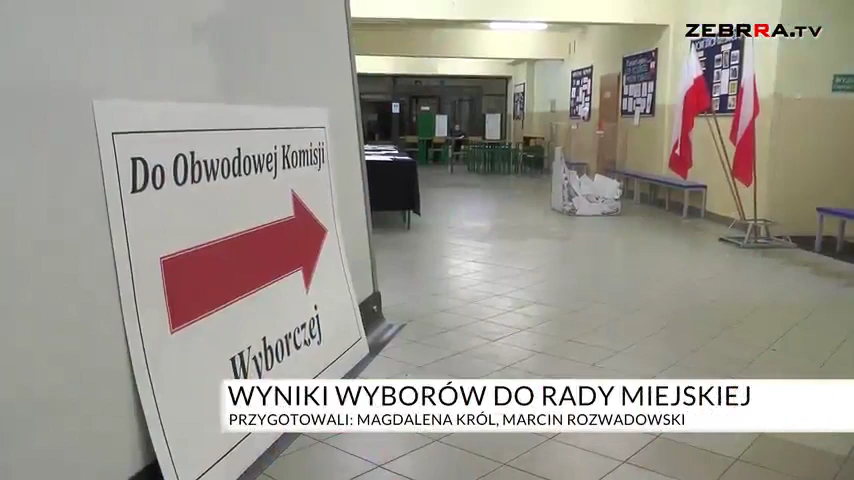 ZEBRRA.TV
Do Obwodowej Komisji
Wyborczej
WYNIKI WYBORÓW DO RADY MIEJSKIEJ
PRZYGOTOWALI: MAGDALENA KRÓL, MARCIN ROZWADOWSKI